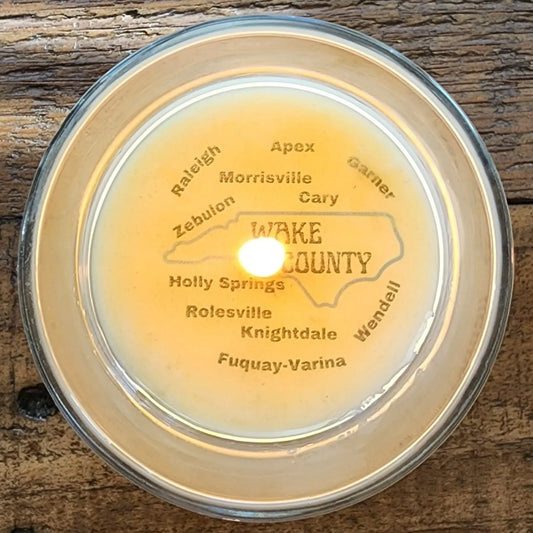 Apex
Raleigh
Garner
Morrisville
Cary
Zebulon
WAKE
COUNTY
Holly Springs
Rolesville
Wendell
Knightdale
Fuquay-Varina